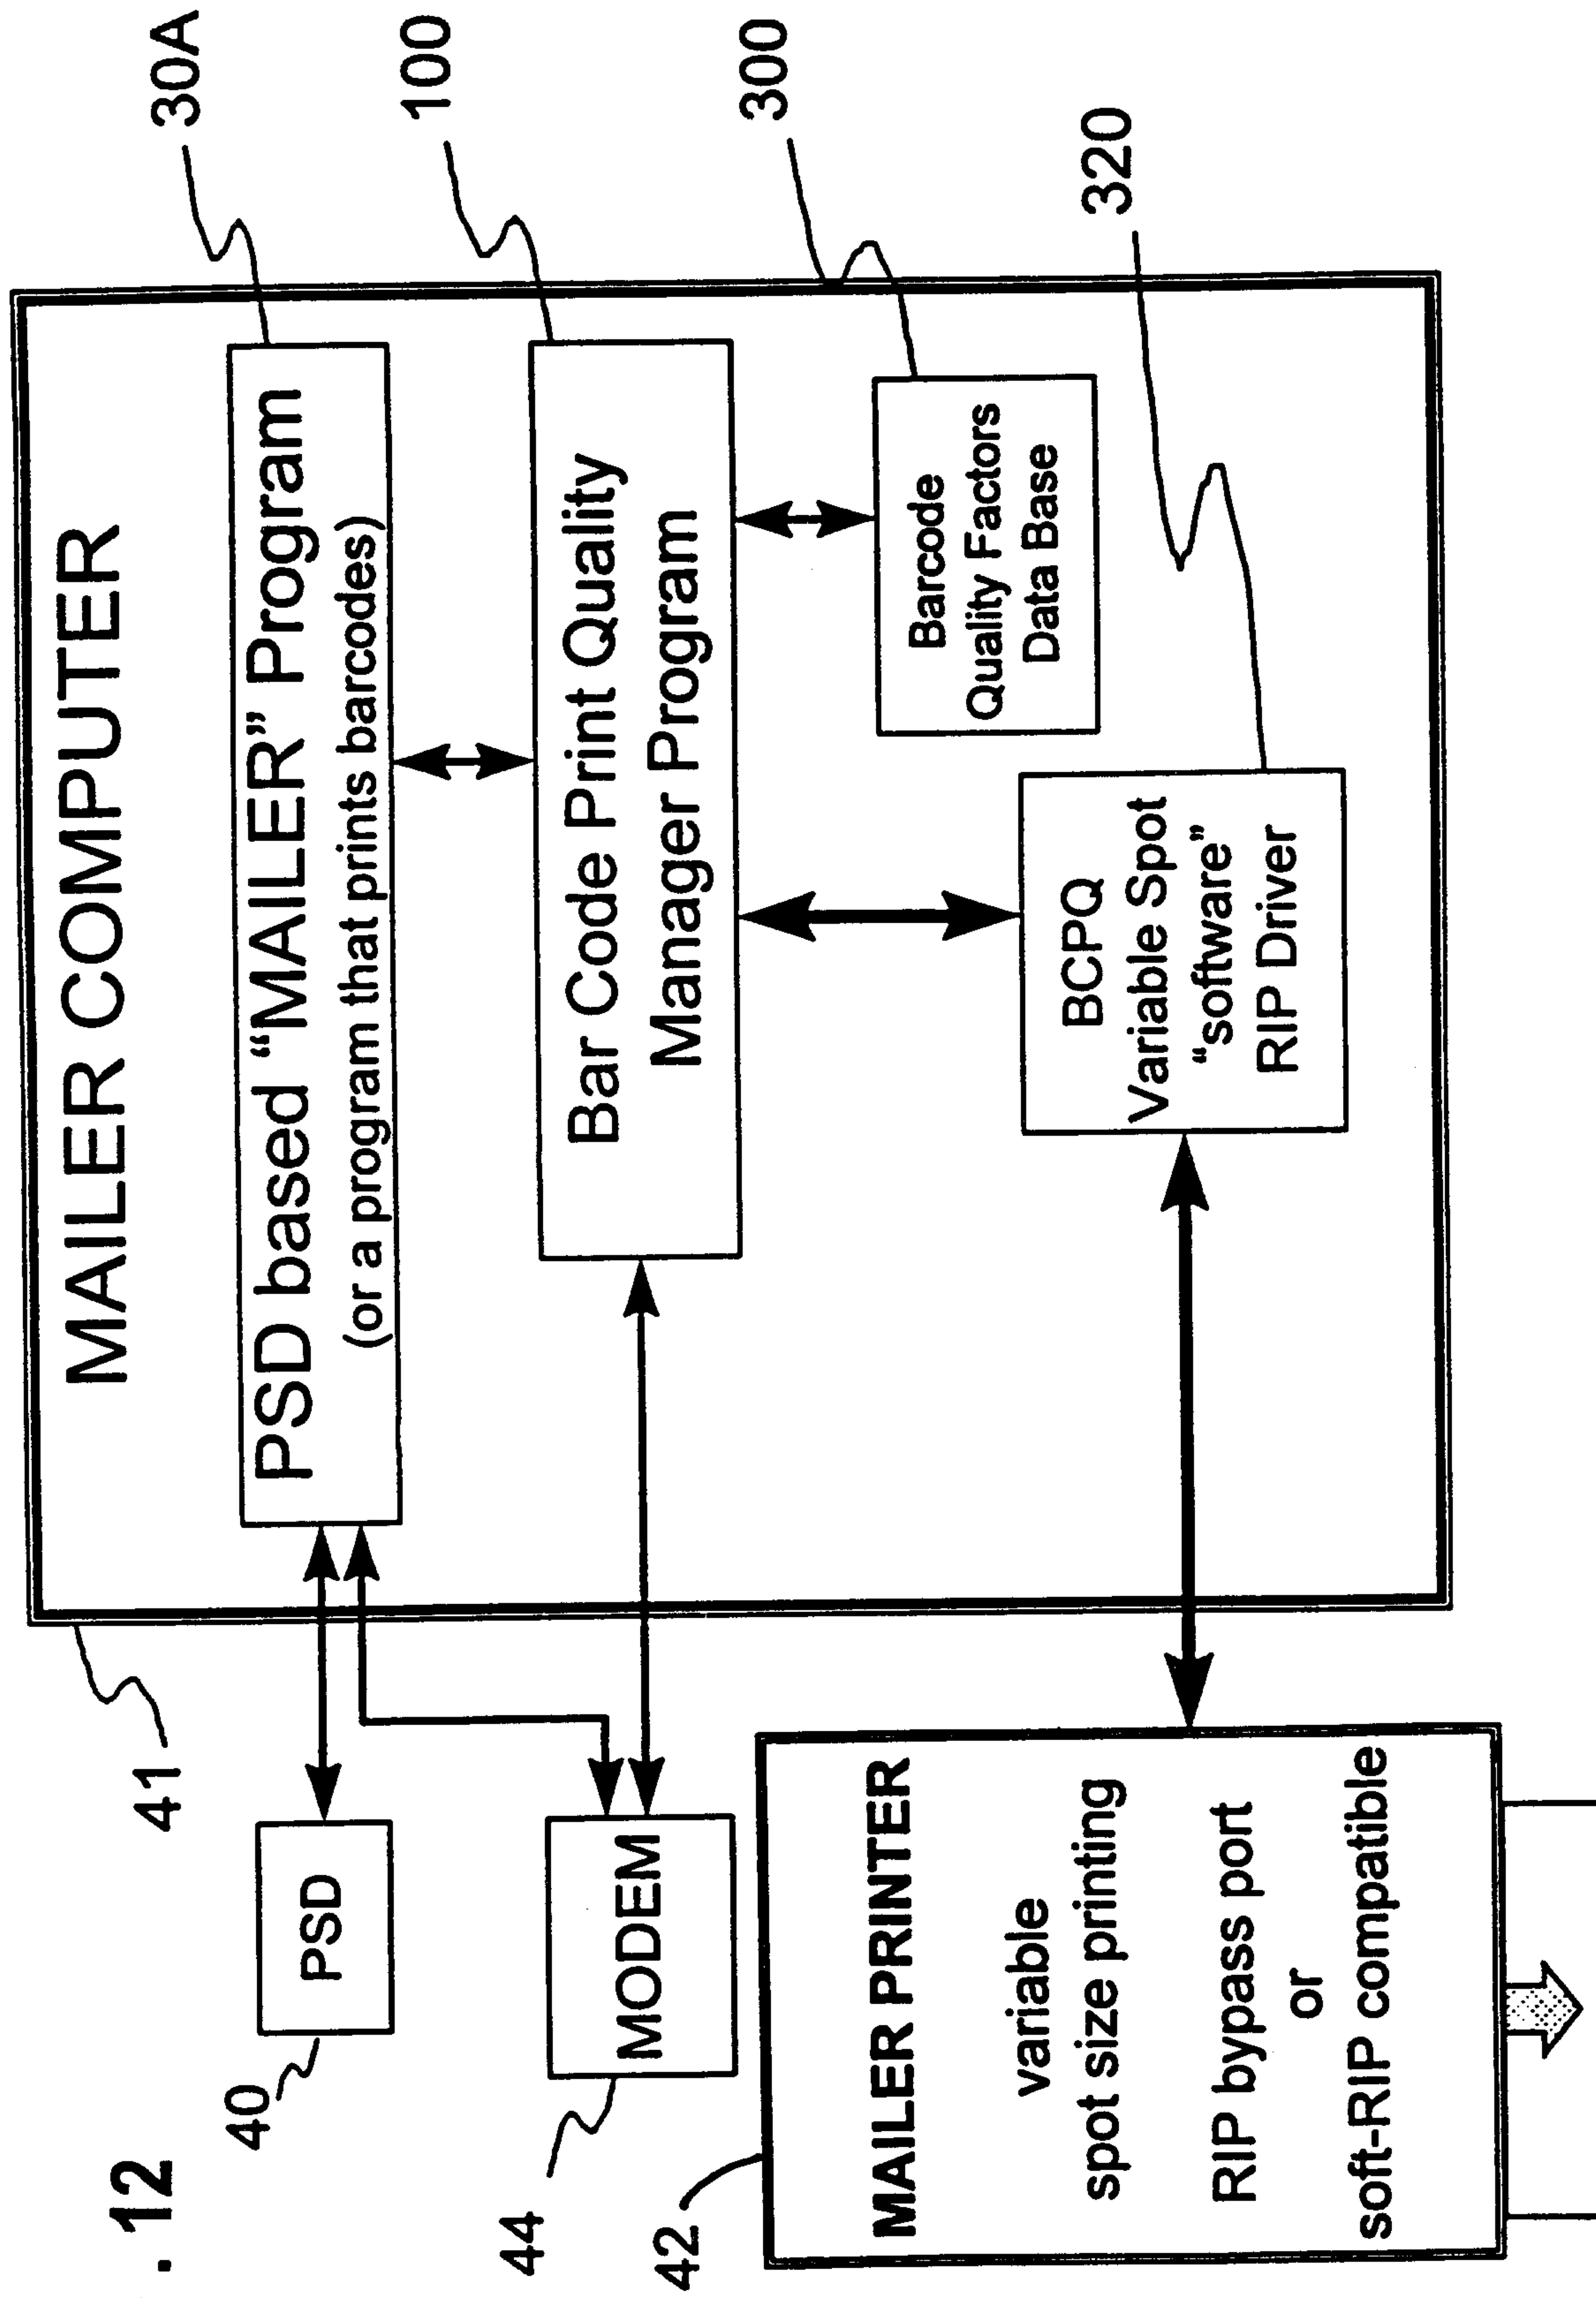 . 12
MAILER COMPUTER
41
30A
PSD based “MAILER” Program
(or a program that prints barcodes)
40
PSD
100
Bar Code Print Quality
Manager Program
44
MODEM
300
Barcode
Quality Factors
Data Base
320
BCPQ
Variable Spot
“software”
RIP Driver
42
MAILER PRINTER
variable
spot size printing
RIP bypass port
or
soft-RIP compatible